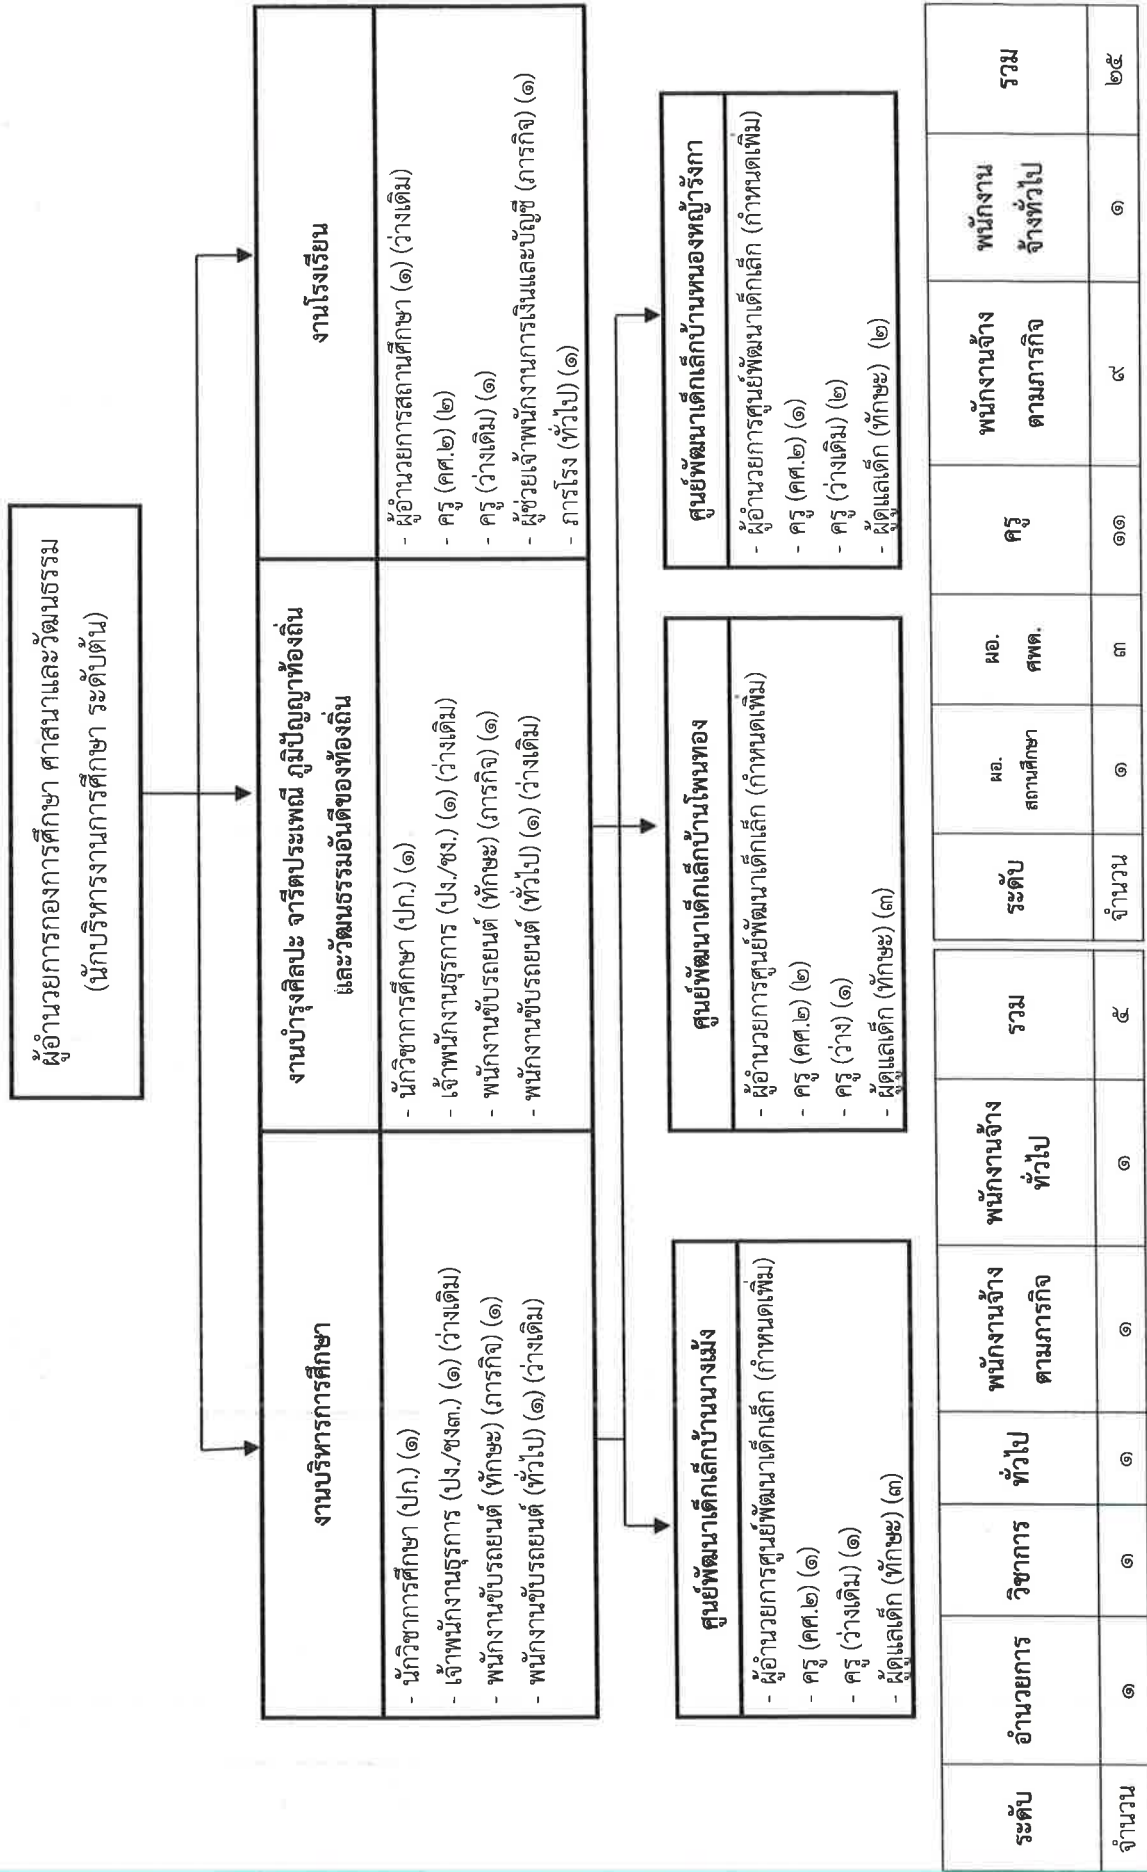 ผู้อำนวยการกองการศึกษา ศาสนาและวัฒนธรรม
(นักบริหารงานการศึกษา ระดับต้น)
งานบริหารการศึกษา
- นักวิชาการศึกษา (ปก.) (๑)
- เจ้าพนักงานธุรการ (ปง./ชงต.) (๑) (ว่างเดิม)
- พนักงานขับรถยนต์ (ทักษะ) (ภารกิจ) (๑)
- พนักงานขับรถยนต์ (ทั่วไป) (๑) (ว่างเดิม)
งานบำรุงศิลปะ จารีตประเพณี ภูมิปัญญาท้องถิ่น
และวัฒนธรรมอันดีของท้องถิ่น
- นักวิชาการศึกษา (ปก.) (๑)
- เจ้าพนักงานธุรการ (ปง./ชง.) (๑) (ว่างเดิม)
- พนักงานขับรถยนต์ (ทักษะ) (ภารกิจ) (๑)
- พนักงานขับรถยนต์ (ทั่วไป) (๑) (ว่างเดิม)
งานโรงเรียน
- ผู้อำนวยการสถานศึกษา (๑) (ว่างเดิม)
- ครู (คศ.๒) (๒)
- ครู (ว่างเดิม) (๑)
- ผู้ช่วยเจ้าพนักงานการเงินและบัญชี (ภารกิจ) (๑)
ภารโรง (ทั่วไป) (๑)
ศูนย์พัฒนาเด็กเล็กบ้านนางเม้ง
- ผู้อำนวยการศูนย์พัฒนาเด็กเล็ก (กำหนดเพิ่ม)
- ครู (คศ.๒) (๑)
- ครู (ว่างเดิม) (๑)
- ผู้ดูแลเด็ก (ทักษะ) (๓)
ศูนย์พัฒนาเด็กเล็กบ้านโพนทอง
- ผู้อำนวยการศูนย์พัฒนาเด็กเล็ก (กำหนดเพิ่ม)
- ครู (คศ.๒) (๒)
- ครู (ว่าง) (๑)
- ผู้ดูแลเด็ก (ทักษะ) (๓)
ศูนย์พัฒนาเด็กเล็กบ้านหนองหญ้ารังกา
- ผู้อำนวยการศูนย์พัฒนาเด็กเล็ก (กำหนดเพิ่ม)
- ครู (คศ.๒) (๑)
- ครู (ว่างเดิม) (๒)
- ผู้ดูแลเด็ก (ทักษะ) (๒)
ระดับ อำนวยการ วิชาการ ทั่วไป พนักงานจ้างตามภารกิจ พนักงานจ้างทั่วไป รวม
จำนวน ๑ ๑ ๑ ๑ ๑ ๕
ระดับ ผอ.สถานศึกษา ผอ.ศพด. ครู พนักงานจ้างตามภารกิจ พนักงานจ้างทั่วไป รวม
จำนวน ๑ ๓ ๑๑ ๙ ๑ ๒๕